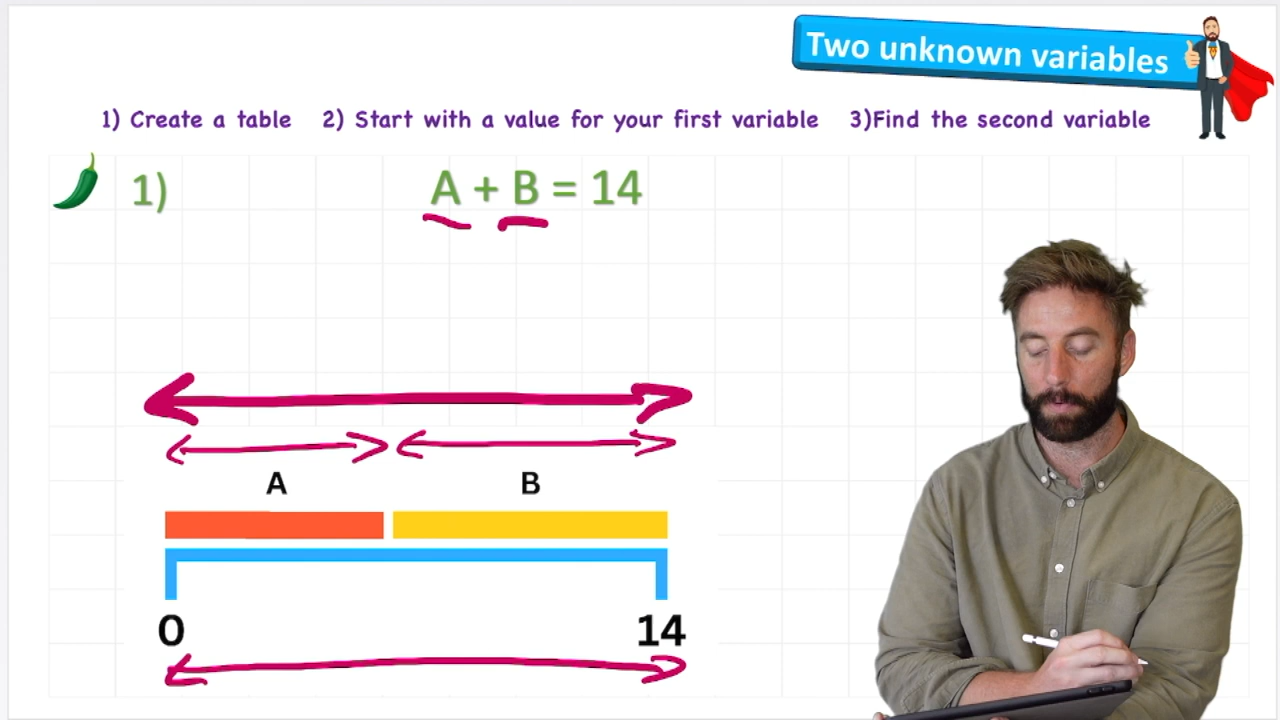 Two unknown variables
1) Create a table 2) Start with a value for your first variable 3)Find the second variable
1) A + B = 14
A B
0 14